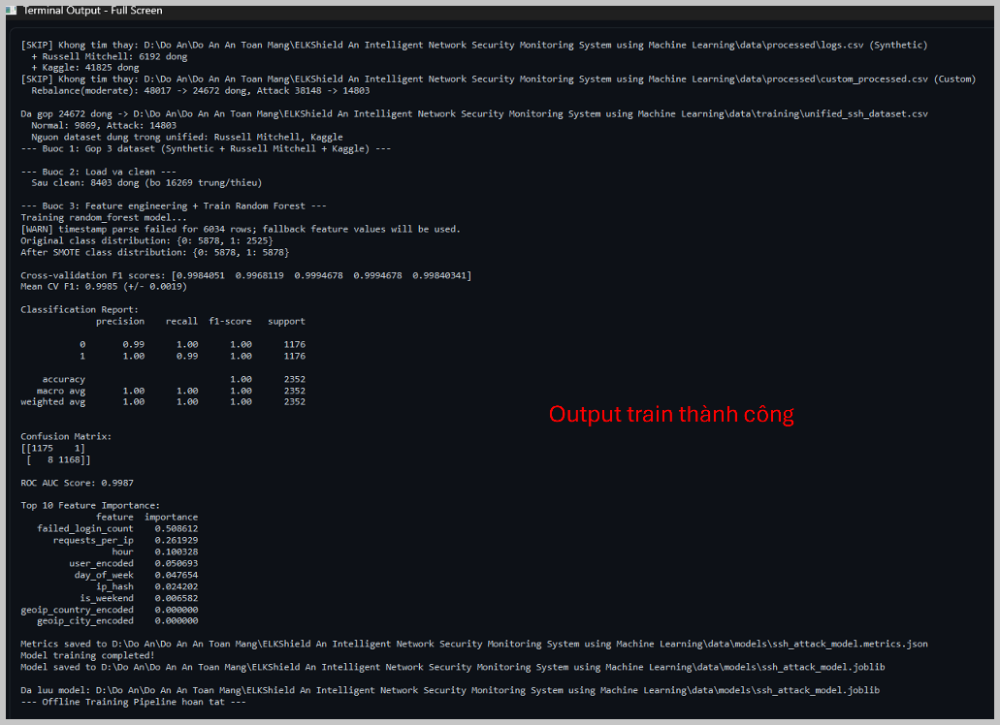 Terminal Output - Full Screen
[SKIP] Khong tim thay: D:\Do An\Do An An Toan Mang\ELKShield An Intelligent Network Security Monitoring System using Machine Learning\data\processed\logs.csv (Synthetic)
+ Russell Mitchell: 6192 dong
+ Kaggle: 41825 dong
[SKIP] Khong tim thay: D:\Do An\Do An An Toan Mang\ELKShield An Intelligent Network Security Monitoring System using Machine Learning\data\processed\custom_processed.csv (Custom)
Rebalance(moderate): 48017 -> 24672 dong, Attack 38148 -> 14803
Da gop 24672 dong -> D:\Do An\Do An An Toan Mang\ELKShield An Intelligent Network Security Monitoring System using Machine Learning\data\training\unified_ssh_dataset.csv
Normal: 9869, Attack: 14803
Nguon dataset dung trong unified: Russell Mitchell, Kaggle
--- Buoc 1: Gop 3 dataset (Synthetic + Russell Mitchell + Kaggle) ---
--- Buoc 2: Load va clean ---
Sau clean: 8403 dong (bo 16269 trung/thieu)
--- Buoc 3: Feature engineering + Train Random Forest ---
Training random_forest model...
[WARN] timestamp parse failed for 6034 rows; fallback feature values will be used.
Original class distribution: {0: 5878, 1: 2525}
After SMOTE class distribution: {0: 5878, 1: 5878}
Cross-validation F1 scores: [0.9984051 0.9968119 0.9994678 0.9994678 0.99840341]
Mean CV F1: 0.9985 (+/- 0.0019)
Classification Report:
precision recall f1-score support
0 0.99 1.00 1.00 1176
1 1.00 0.99 1.00 1176
accuracy 1.00 2352
macro avg 1.00 1.00 1.00 2352
weighted avg 1.00 1.00 1.00 2352
Output train thành công
Confusion Matrix:
[[1175 1]
[ 8 1168]]
ROC AUC Score: 0.9987
Top 10 Feature Importance:
feature importance
failed_login_count 0.508612
requests_per_ip 0.261929
hour 0.100328
user_encoded 0.050693
day_of_week 0.047654
ip_hash 0.024202
is_weekend 0.006582
geoip_country_encoded 0.000000
geoip_city_encoded 0.000000
Metrics saved to D:\Do An\Do An An Toan Mang\ELKShield An Intelligent Network Security Monitoring System using Machine Learning\data\models\ssh_attack_model.metrics.json
Model training completed!
Model saved to D:\Do An\Do An An Toan Mang\ELKShield An Intelligent Network Security Monitoring System using Machine Learning\data\models\ssh_attack_model.joblib
Da luu model: D:\Do An\Do An An Toan Mang\ELKShield An Intelligent Network Security Monitoring System using Machine Learning\data\models\ssh_attack_model.joblib
--- Offline Training Pipeline hoan tat ---